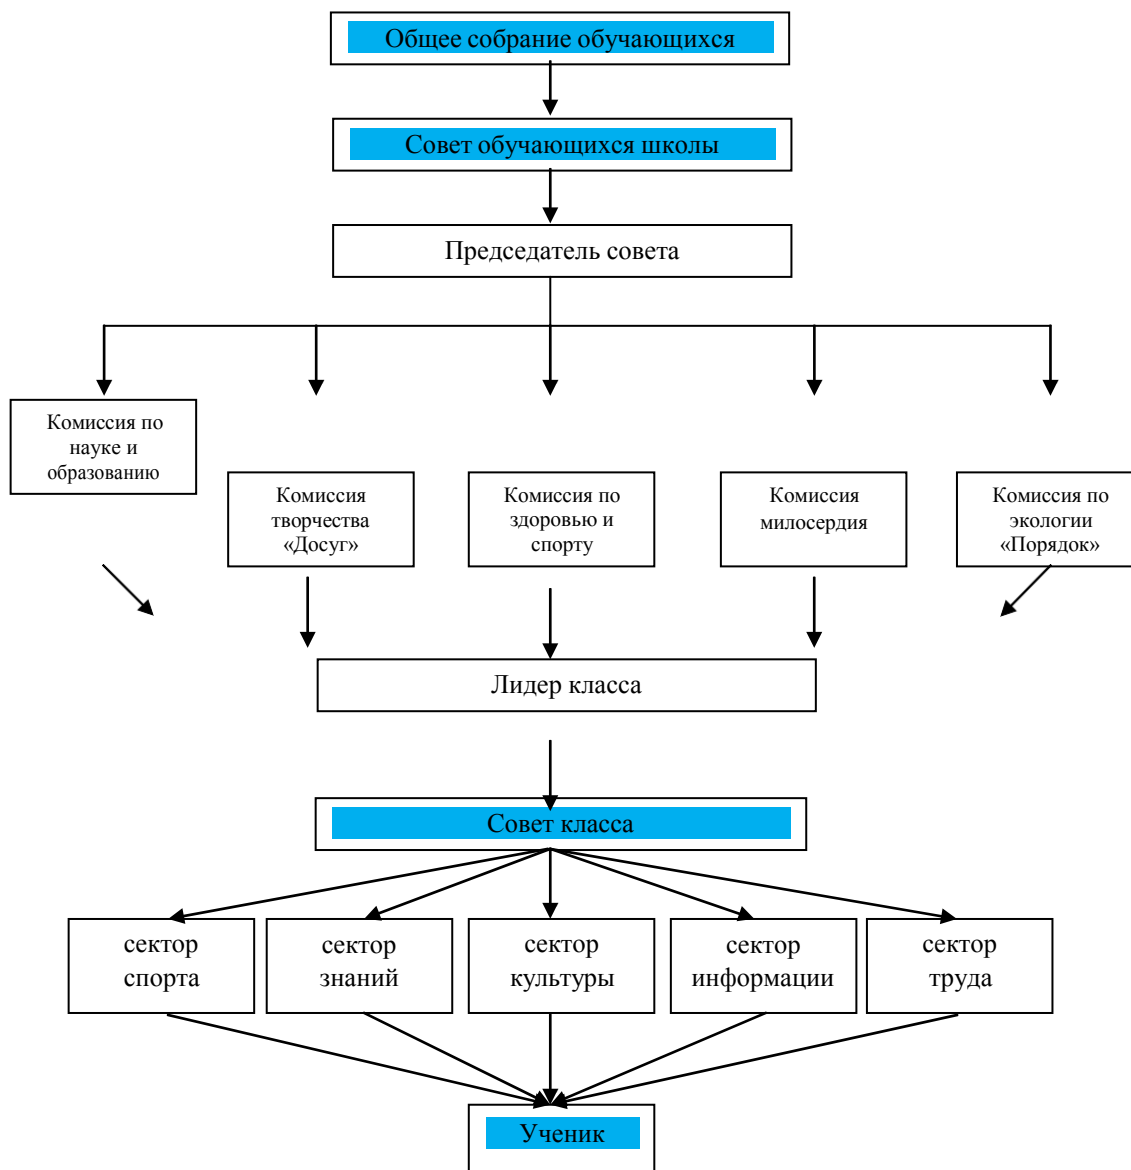 Общее собрание обучающихся
Совет обучающихся школы
Председатель совета
Комиссия по
науке и
образованию
Комиссия
творчества
«Досуг»
Комиссия по
здоровью и
спорту
Комиссия
милосердия
Комиссия по
экологии
«Порядок»
Лидер класса
Совет класса
сектор
спорта
сектор
знаний
сектор
культуры
сектор
информации
сектор
труда
Ученик